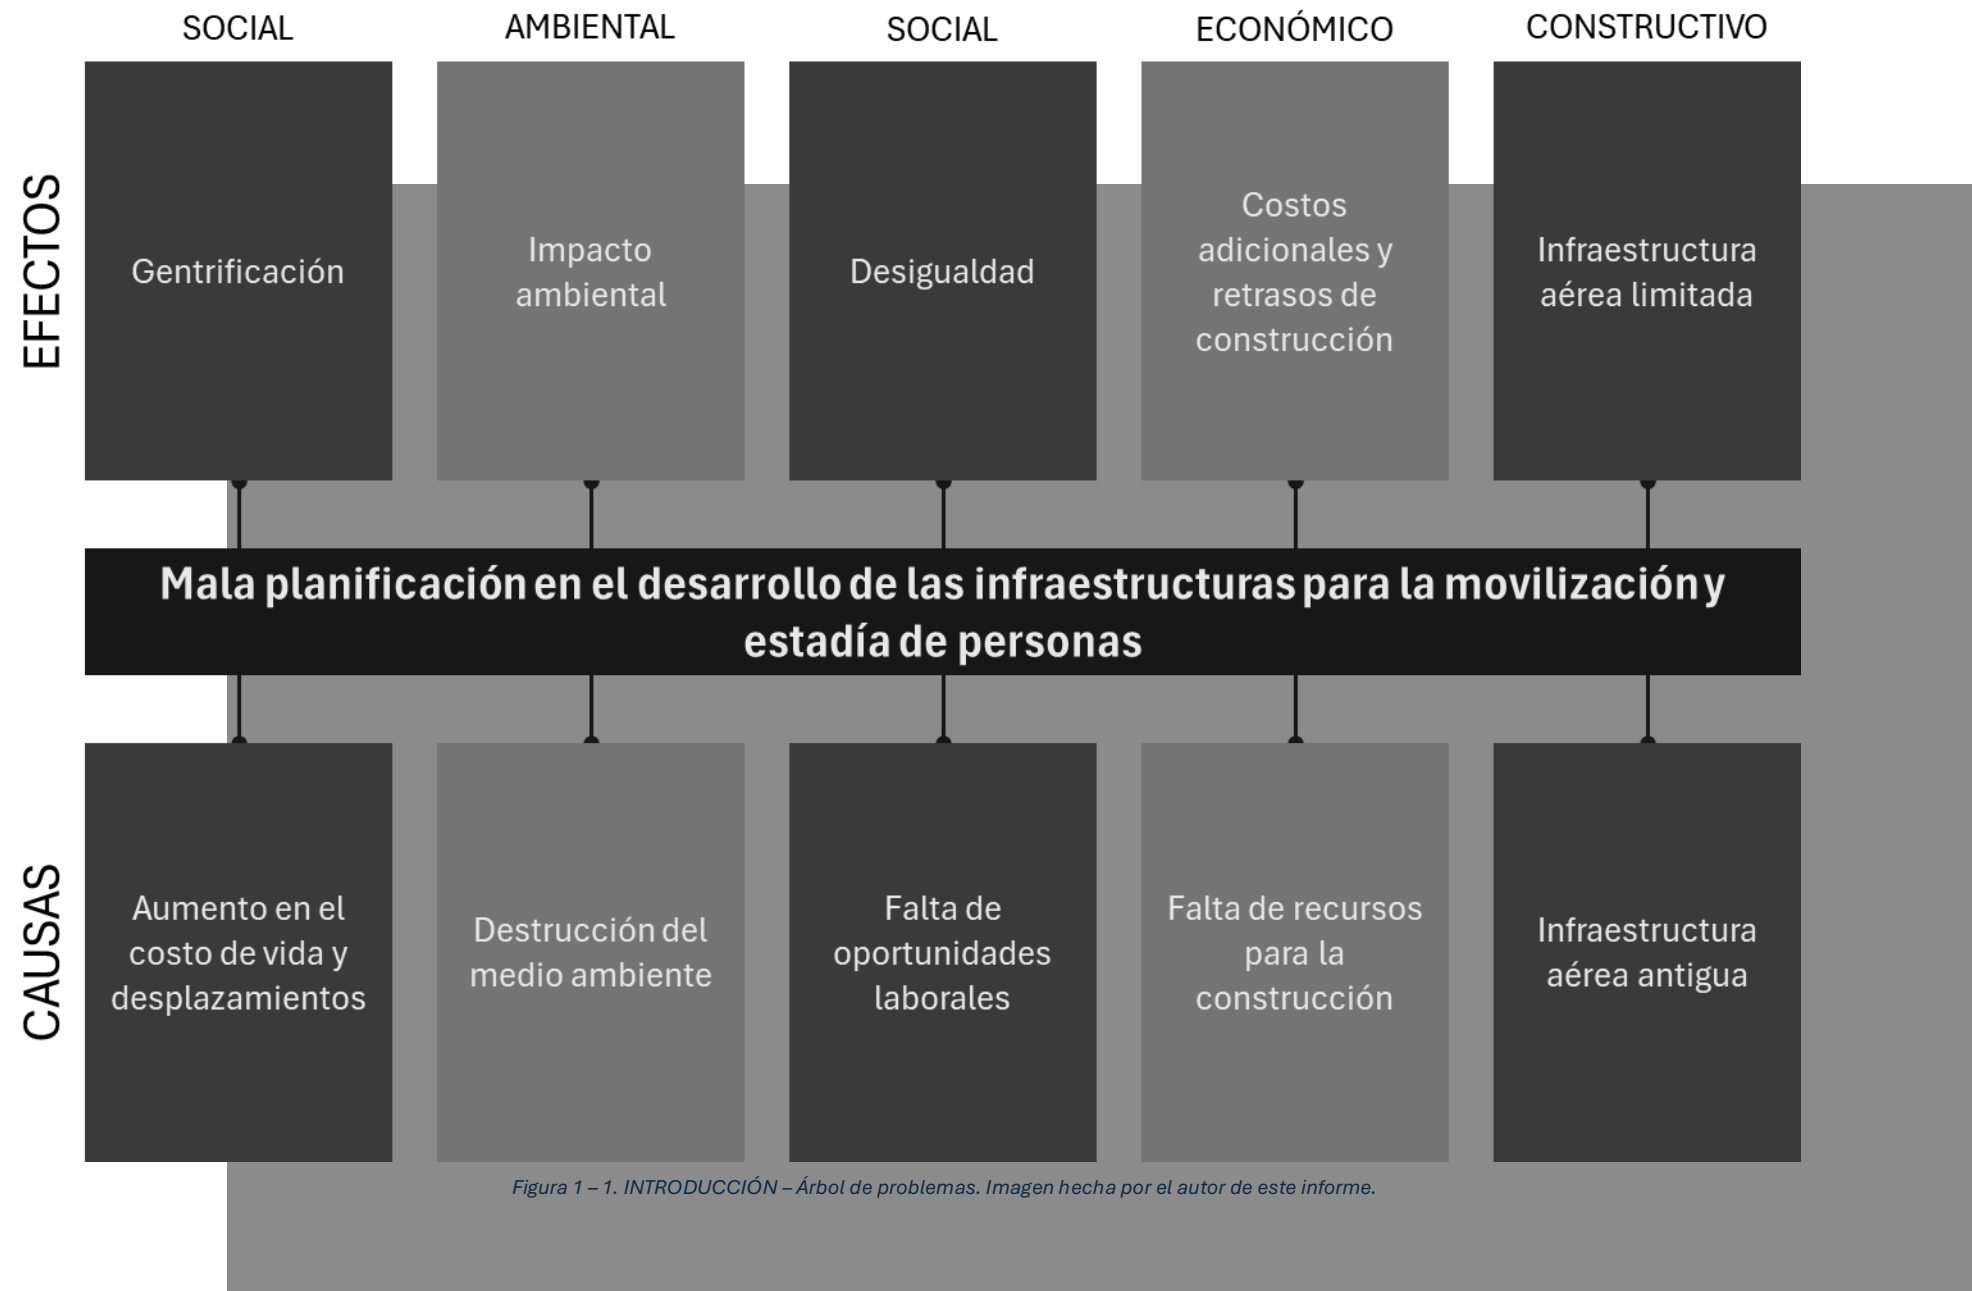 SOCIAL
AMBIENTAL
SOCIAL
ECONÓMICO
CONSTRUCTIVO
EFECTOS
Gentrificación
Impacto
ambiental
Desigualdad
Costos
adicionales y
retrasos de
construcción
Infraestructura
aérea limitada
Mala planificación en el desarrollo de las infraestructuras para la movilización y
estadía de personas
CAUSAS
Aumento en el
costo de vida y
desplazamientos
Destrucción del
medio ambiente
Falta de
oportunidades
laborales
Falta de recursos
para la
construcción
Infraestructura
aérea antigua
Figura 1 – 1. INTRODUCCIÓN – Árbol de problemas. Imagen hecha por el autor de este informe.